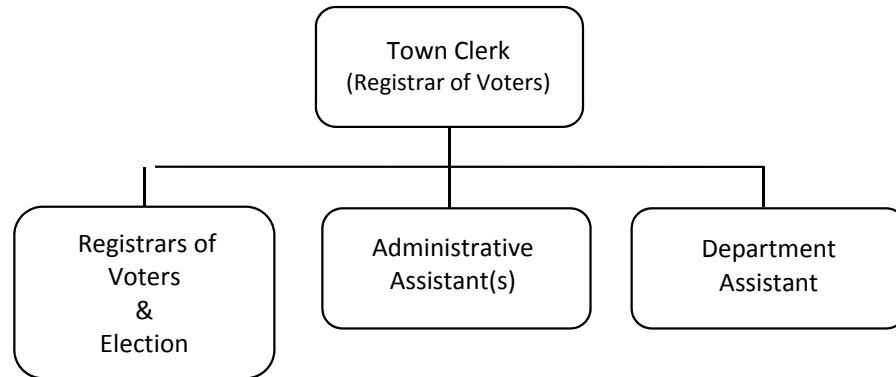 Town Clerk
(Registrar of Voters)
Registrars of
Voters
&
Election
Administrative
Assistant(s)
Department
Assistant